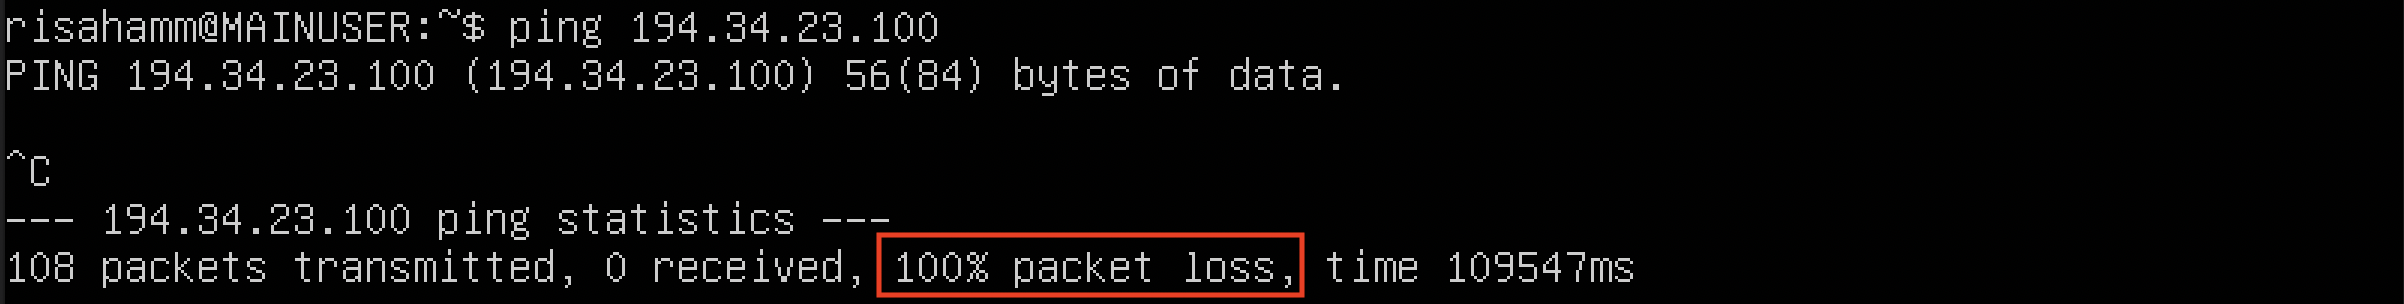 risahamm@MAINUSER:~$ ping 194.34.23.100
PING 194.34.23.100 (194.34.23.100) 56(84) bytes of data.
^C
--- 194.34.23.100 ping statistics ---
108 packets transmitted, 0 received, 100% packet loss, time 109547ms